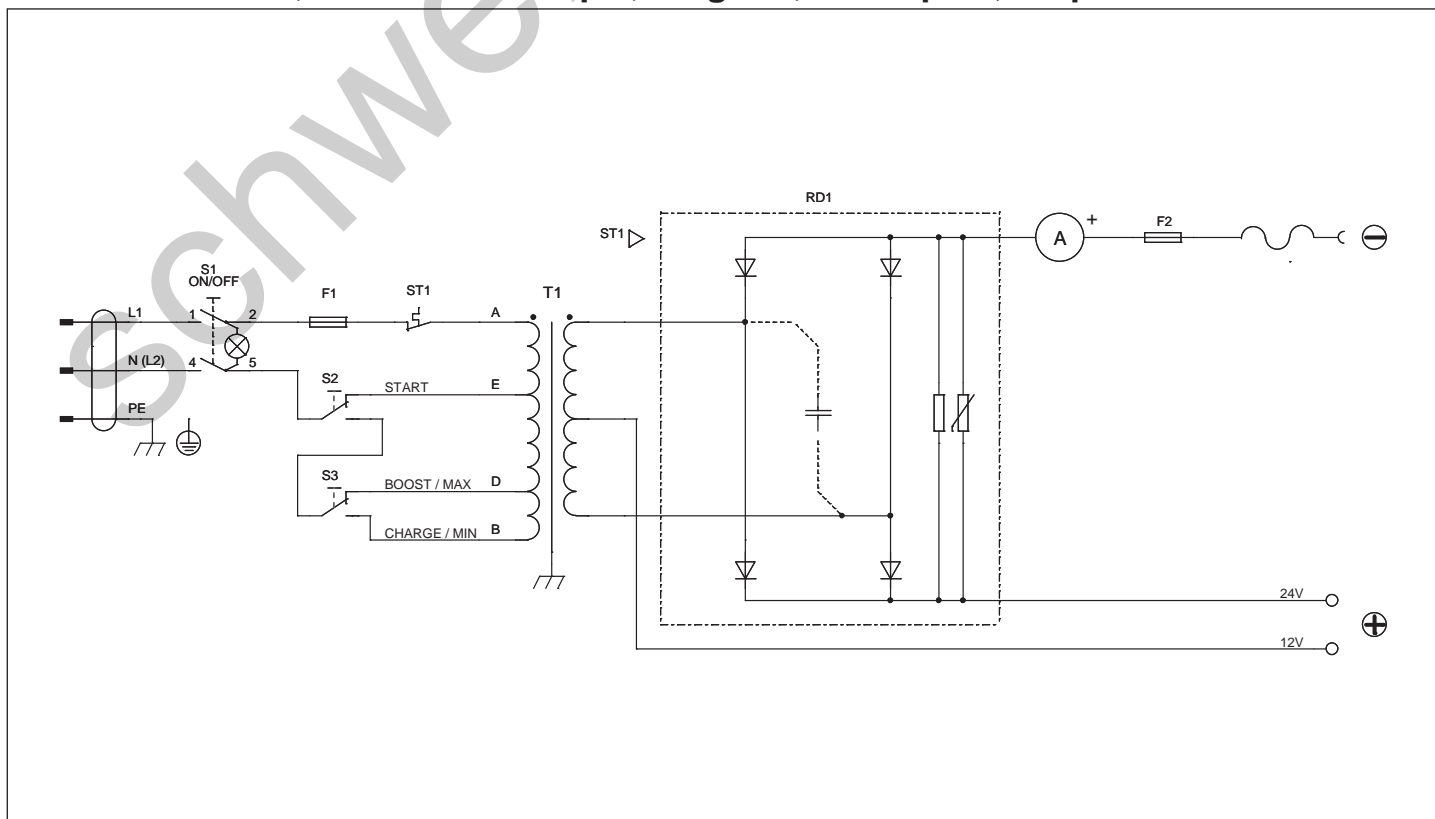 schwe
RD1
ST1
A
+
F2
S1
ON/OFF
F1
ST1
A
T1
L1
1
2
N (L2)
4
5
S2
START
E
PE
S3
BOOST / MAX
D
CHARGE / MIN
B
24V
12V